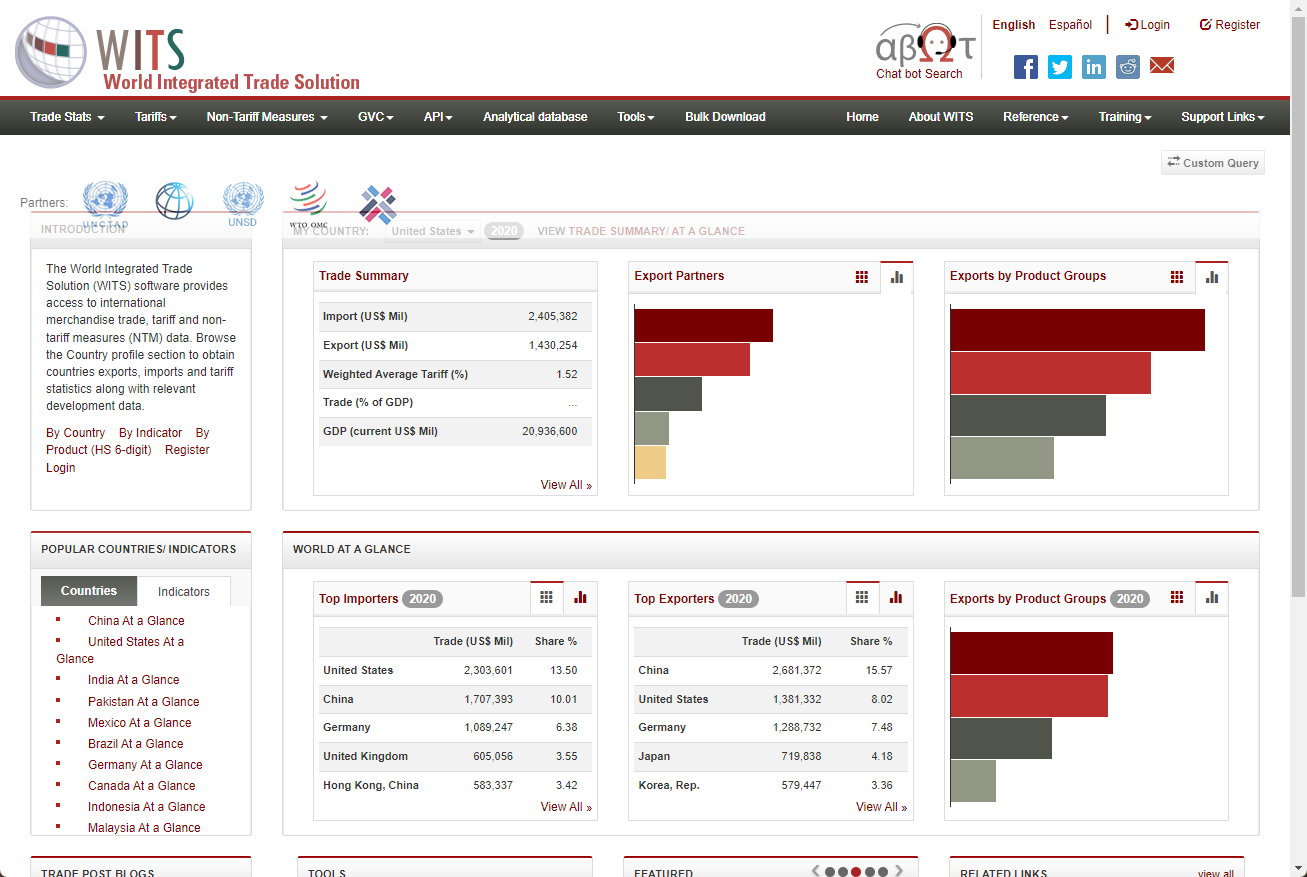 WITS
World Integrated Trade Solution
αβΩτ
Chat bot Search
English Español | Login Register
Trade Stats Tariffs Non-Tariff Measures GVC API Analytical database Tools Bulk Download Home About WITS Reference Training Support Links
Custom Query
Partners:
UNCTAD
UNSD
WTO OMC
INTRODUCTION
The World Integrated Trade
Solution (WITS) software provides
access to international
merchandise trade, tariff and non-
tariff measures (NTM) data. Browse
the Country profile section to obtain
countries exports, imports and tariff
statistics along with relevant
development data.
By Country By Indicator By
Product (HS 6-digit) Register
Login
MY COUNTRY: United States 2020 VIEW TRADE SUMMARY/ AT A GLANCE
Trade Summary
Import (US$ Mil) 2,405,382
Export (US$ Mil) 1,430,254
Weighted Average Tariff (%) 1.52
Trade (% of GDP) ...
GDP (current US$ Mil) 20,936,600
View All »
Export Partners
Exports by Product Groups
POPULAR COUNTRIES/ INDICATORS
Countries Indicators
China At a Glance
United States At a
Glance
India At a Glance
Pakistan At a Glance
Mexico At a Glance
Brazil At a Glance
Germany At a Glance
Canada At a Glance
Indonesia At a Glance
Malaysia At a Glance
WORLD AT A GLANCE
Top Importers 2020
Trade (US$ Mil) Share %
United States 2,303,601 13.50
China 1,707,393 10.01
Germany 1,089,247 6.38
United Kingdom 605,056 3.55
Hong Kong, China 583,337 3.42
View All »
Top Exporters 2020
Trade (US$ Mil) Share %
China 2,681,372 15.57
United States 1,381,332 8.02
Germany 1,288,732 7.48
Japan 719,838 4.18
Korea, Rep. 579,447 3.36
View All »
Exports by Product Groups 2020
TRADE POST BLOGS
TOOLS
FEATURED
RELATED LINKS view all